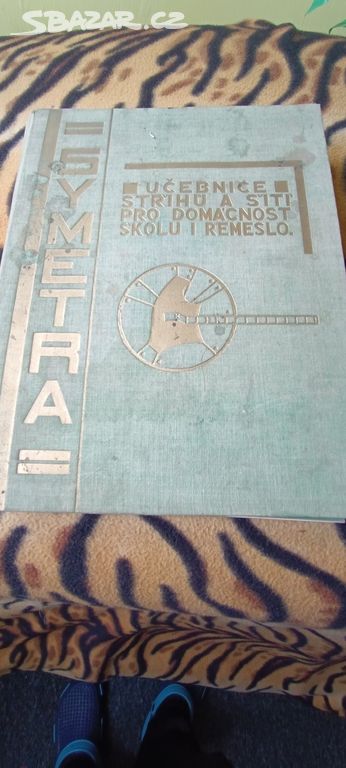 SBAZAR.CZ
=SYMETRA=
UČEBNICE
STŘIHŮ A ŠITÍ
PRO DOMÁCNOST
ŠKOLU I ŘEMESLO.